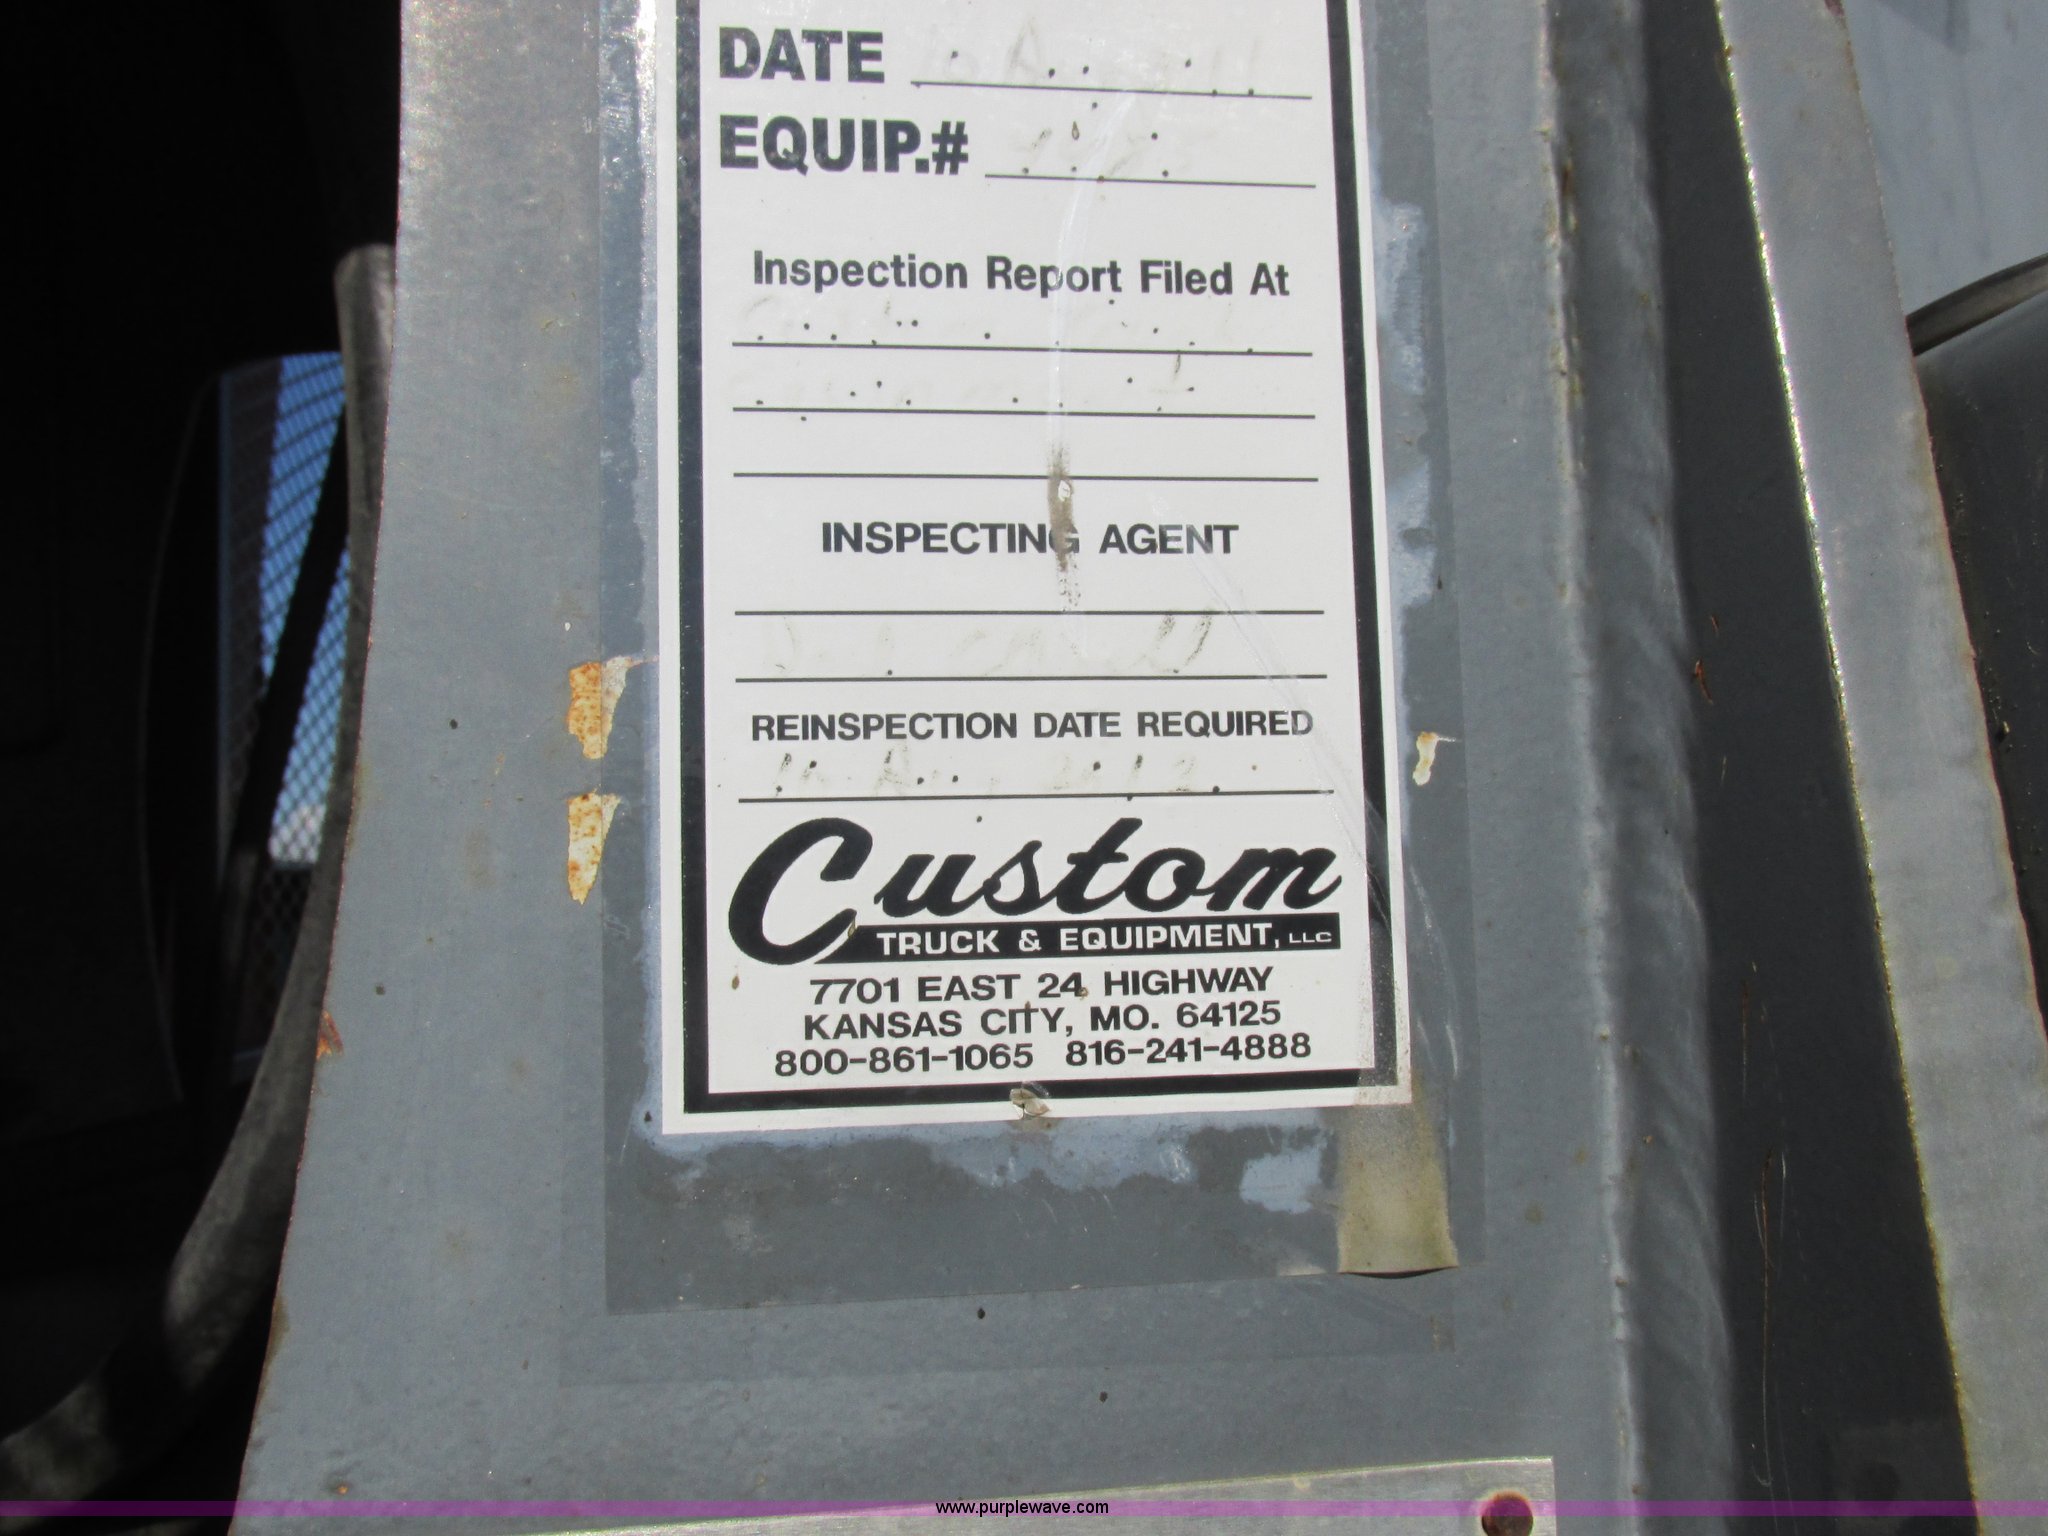 DATE
EQUIP.#
Inspection Report Filed At
INSPECTING AGENT
REINSPECTION DATE REQUIRED
Custom
TRUCK & EQUIPMENT, LLC
7701 EAST 24 HIGHWAY
KANSAS CITY, MO. 64125
800-861-1065 816-241-4888
www.purplewave.com